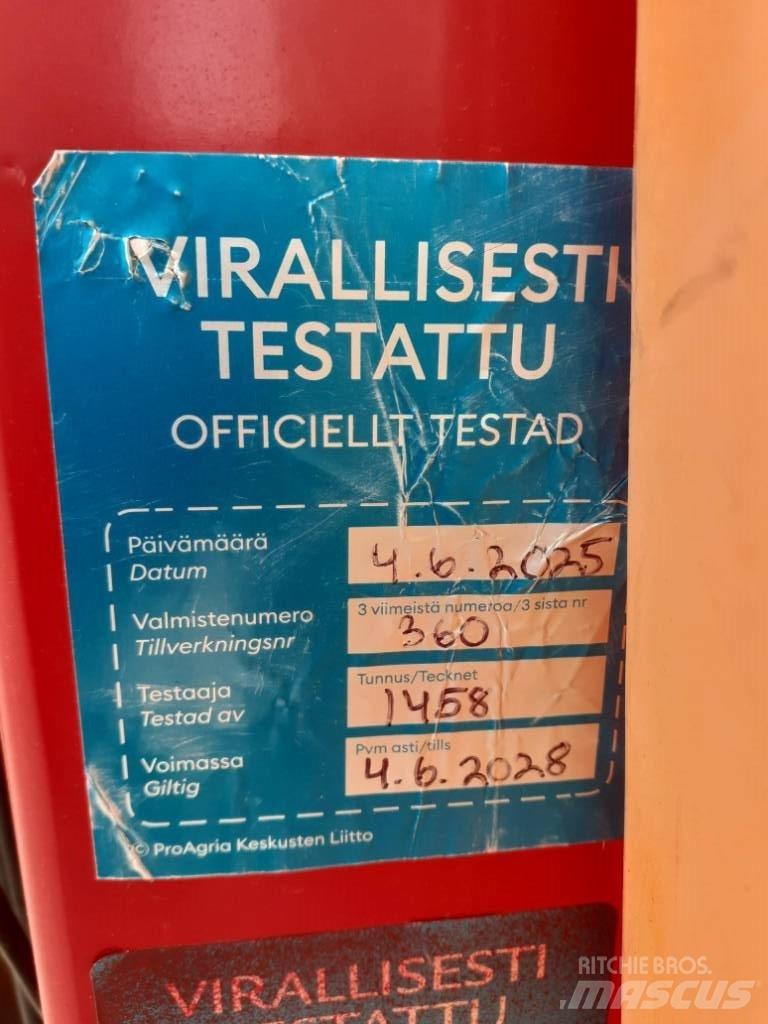 VIRALLISESTI
TESTATTU
OFFICIELLT TESTAD
Päivämäärä
Datum
4.6.2025
Valmistenumero
Tillverkningsnr
3 viimeistä numeroa/3 sista nr
360
Testaaja
Testad av
Tunnus/Tecknet
1458
Voimassa
Giltig
Pvm asti/tills
4.6.2028
© ProAgria Keskusten Liitto
VIRALLISESTI
TESTATTU
RITCHIE BROS.
MASCUS